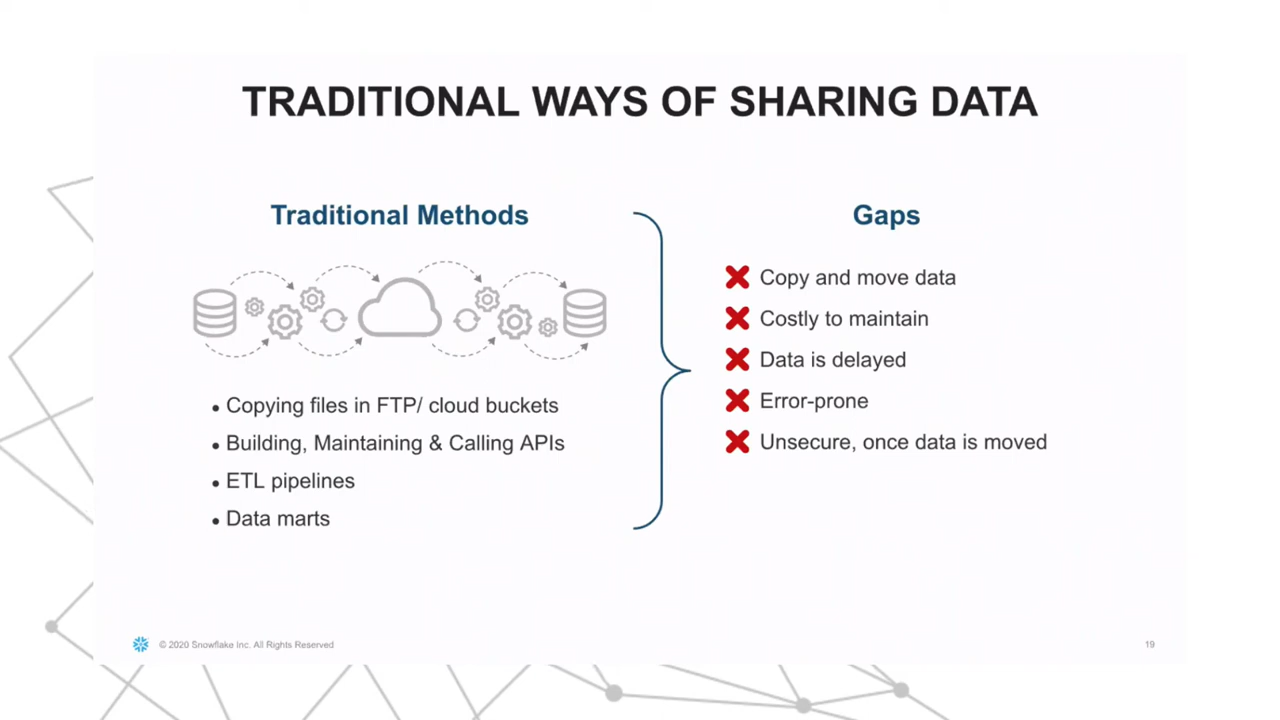 TRADITIONAL WAYS OF SHARING DATA
Traditional Methods
• Copying files in FTP/ cloud buckets
• Building, Maintaining & Calling APIs
• ETL pipelines
• Data marts
Gaps
Copy and move data
Costly to maintain
Data is delayed
Error-prone
Unsecure, once data is moved
© 2020 Snowflake Inc. All Rights Reserved
19